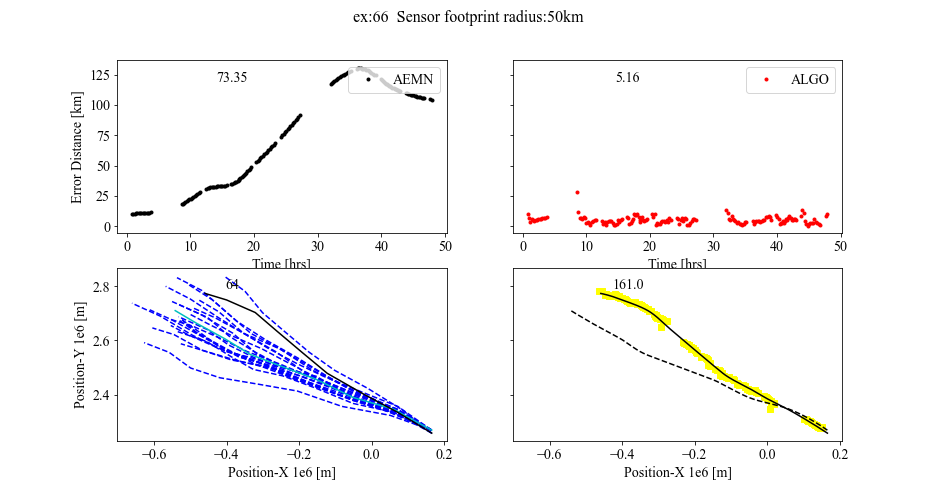 ex:66 Sensor footprint radius:50km
73.35
AEMN
5.16
ALGO
Error Distance [km]
125
100
75
50
25
0
0 10 20 30 40 50
0 10 20 30 40 50
Time [hrs]
Time [hrs]
64
161.0
Position-Y 1e6 [m]
2.8
2.6
2.4
−0.6 −0.4 −0.2 0.0 0.2
−0.6 −0.4 −0.2 0.0 0.2
Position-X 1e6 [m]
Position-X 1e6 [m]